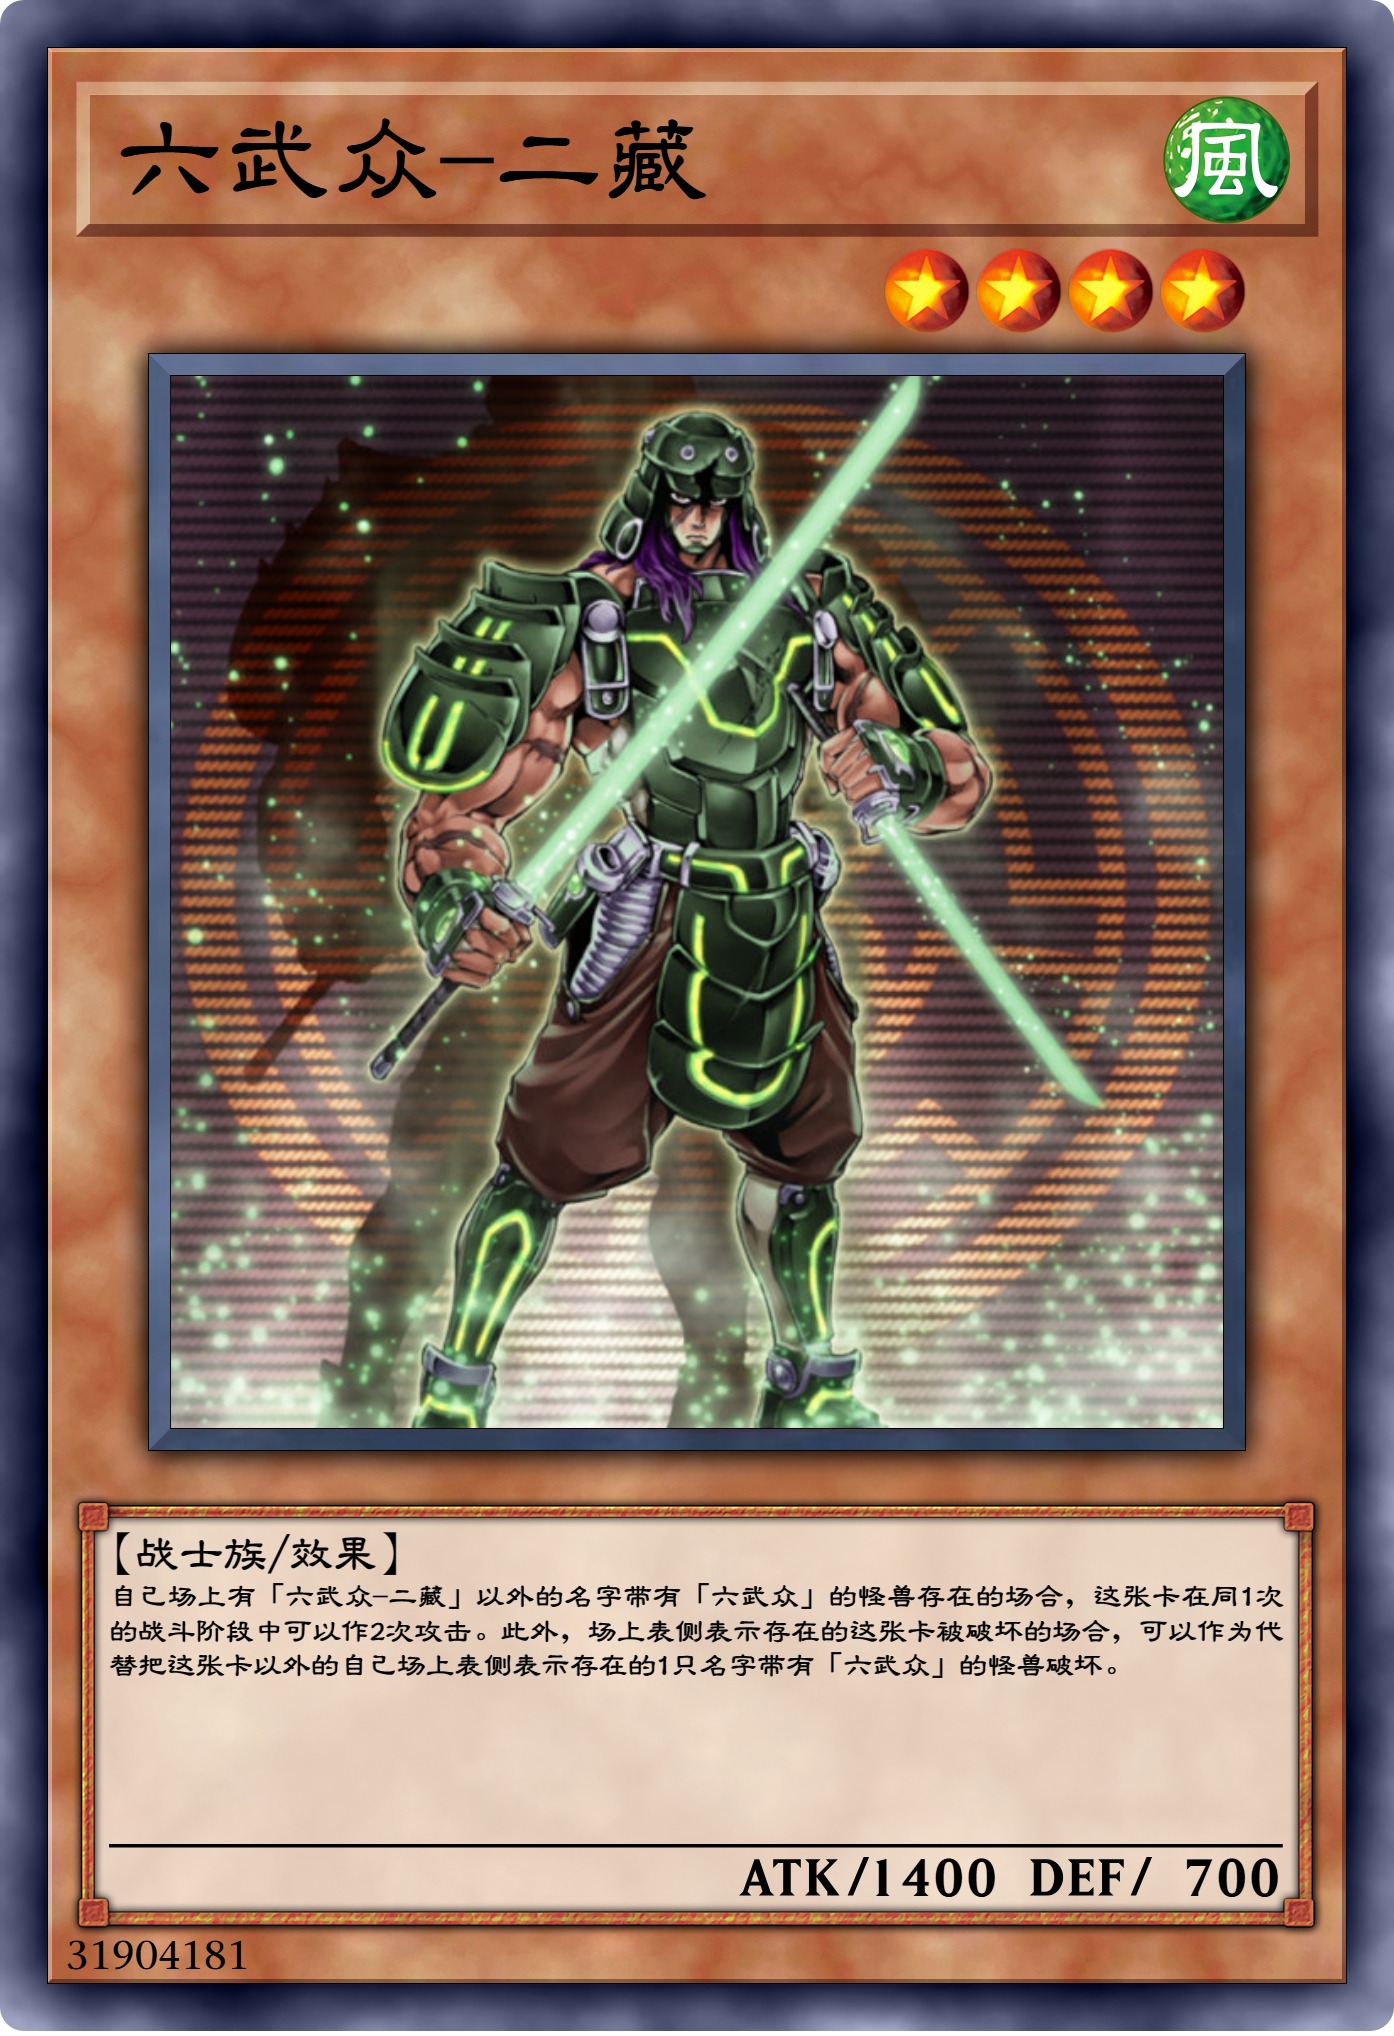 六武众-二藏
風
【战士族/效果】
自己场上有「六武众-二藏」以外的名字带有「六武众」的怪兽存在的场合，这张卡在同1次
的战斗阶段中可以作2次攻击。此外，场上表侧表示存在的这张卡被破坏的场合，可以作为代
替把这张卡以外的自己场上表侧表示存在的1只名字带有「六武众」的怪兽破坏。
ATK/1400 DEF/ 700
31904181